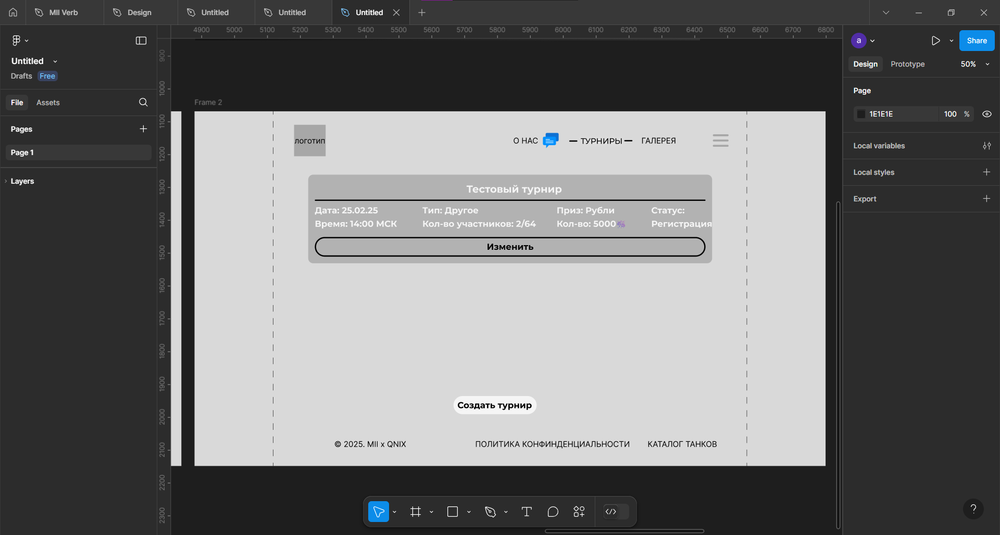 MII Verb
Design
Untitled
Untitled
Untitled
4900 5000 5100 5200 5300 5400 5500 5600 5700 5800 5900 6000 6100 6200 6300 6400 6500 6600 6700 6800
Untitled
Drafts Free
File Assets
Pages
Page 1
Layers
900
1000
1100
1200
1300
1400
1500
1600
1700
1800
1900
2000
2100
2200
2300
Frame 2
логотип
О НАС
ТУРНИРЫ
ГАЛЕРЕЯ
Тестовый турнир
Дата: 25.02.25 Тип: Другое Приз: Рубли Статус:
Время: 14:00 МСК Кол-во участников: 2/64 Кол-во: 5000 Регистрация
Изменить
Создать турнир
© 2025. MII x QNIX
ПОЛИТИКА КОНФИНДЕНЦИАЛЬНОСТИ
КАТАЛОГ ТАНКОВ
a
Share
Design Prototype 50%
Page
1E1E1E 100 %
Local variables
Local styles
Export
?